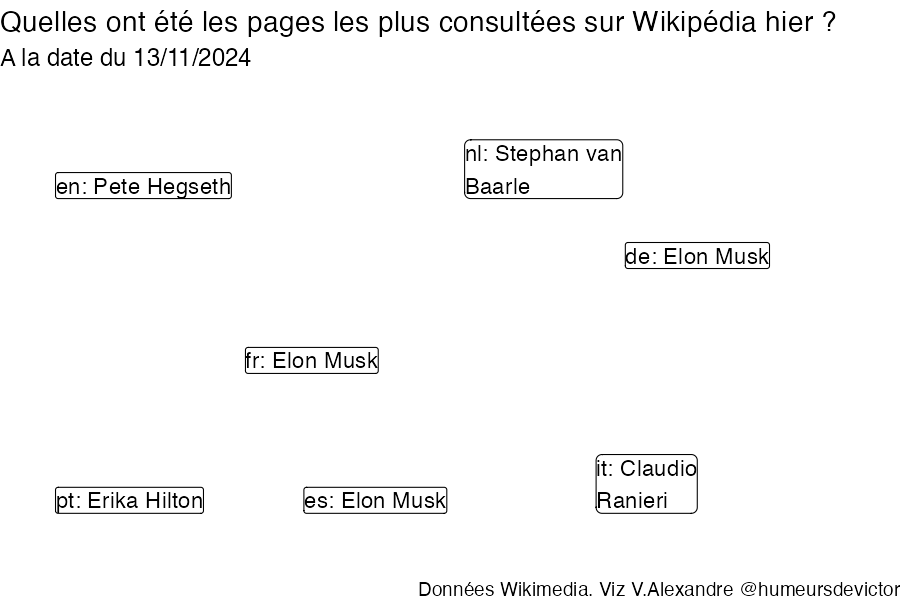 Quelles ont été les pages les plus consultées sur Wikipédia hier ?
A la date du 13/11/2024
nl: Stephan van
Baarle
en: Pete Hegseth
de: Elon Musk
fr: Elon Musk
it: Claudio
Ranieri
pt: Erika Hilton
es: Elon Musk
Données Wikimedia. Viz V.Alexandre @humeursdevictor